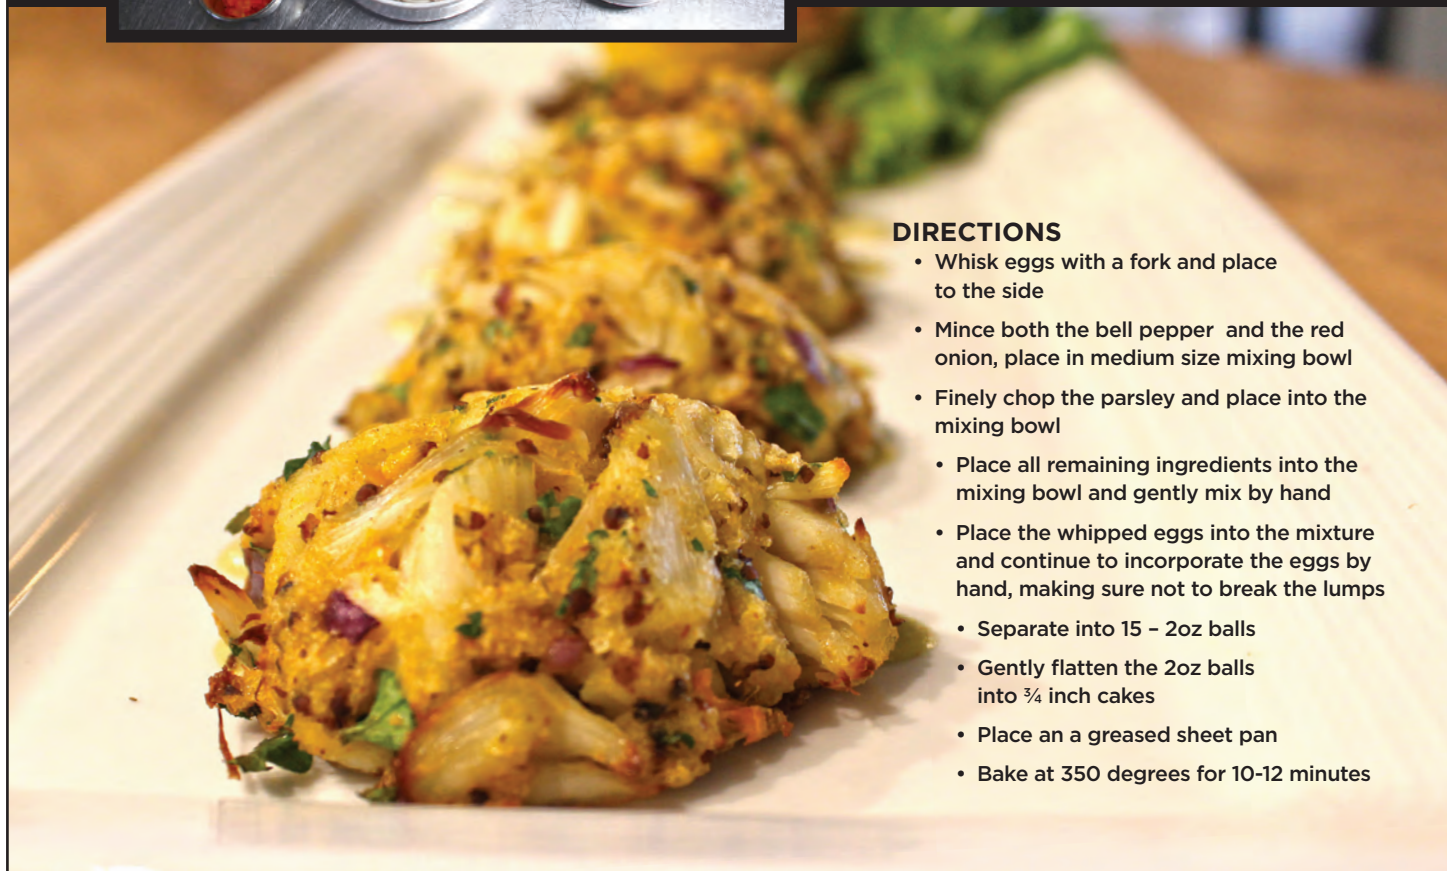 DIRECTIONS
• Whisk eggs with a fork and place
to the side
• Mince both the bell pepper and the red
onion, place in medium size mixing bowl
• Finely chop the parsley and place into the
mixing bowl
• Place all remaining ingredients into the
mixing bowl and gently mix by hand
• Place the whipped eggs into the mixture
and continue to incorporate the eggs by
hand, making sure not to break the lumps
• Separate into 15 – 2oz balls
• Gently flatten the 2oz balls
into ¾ inch cakes
• Place an a greased sheet pan
• Bake at 350 degrees for 10-12 minutes